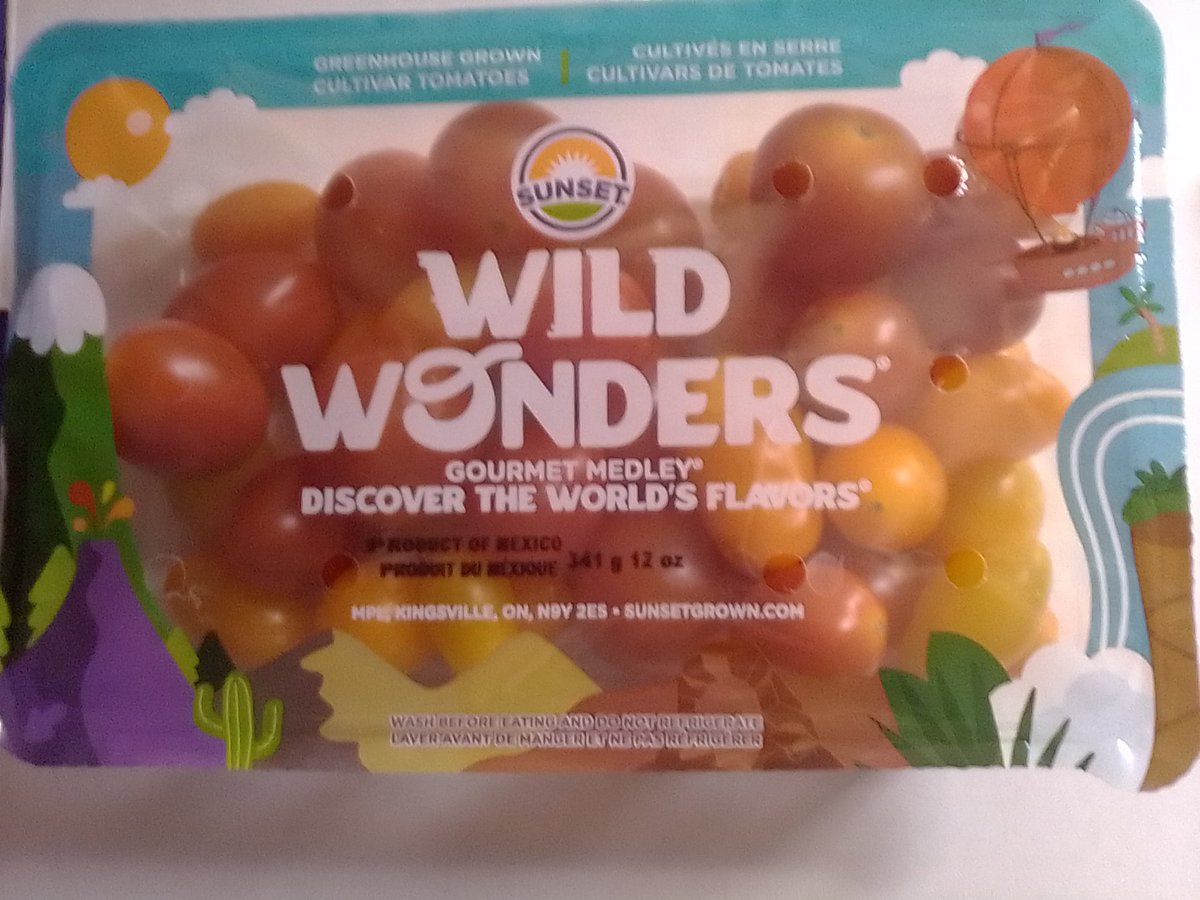 GREENHOUSE GROWN
CULTIVAR TOMATOES
CULTIVÉS EN SERRE
CULTIVARS DE TOMATES
SUNSET
WILD
WONDERS®
GOURMET MEDLEY®
DISCOVER THE WORLD'S FLAVORS®
PRODUCT OF MEXICO
PRODUIT DU MEXIQUE
341 g 12 oz
MPII, KINGSVILLE, ON, N9Y 2E5 • SUNSETGROWN.COM
WASH BEFORE EATING AND DO NOT REFRIGERATE
LAVER AVANT DE MANGER ET NE PAS RÉFRIGÉRER